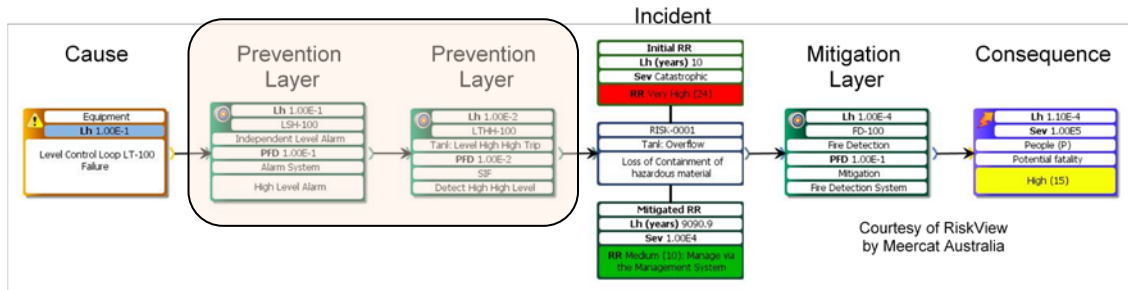 Incident
Cause
Prevention
Layer
Prevention
Layer
Mitigation
Layer
Consequence
Equipment
Lh 1.00E-1
Level Control Loop LT-100
Failure
Lh 1.00E-1
LSH-100
Independent Level Alarm
PFD 1.00E-1
Alarm System
High Level Alarm
Lh 1.00E-2
LTHH-100
Tank: Level High High Trip
PFD 1.00E-2
SIF
Detect High High Level
Initial RR
Lh (years) 10
Sev Catastrophic
RR Very High (24)
RISK-0001
Tank: Overflow
Loss of Containment of
hazardous material
Mitigated RR
Lh (years) 9090.9
Sev 1.00E4
RR Medium (10): Manage via
the Management System
Lh 1.00E-4
FD-100
Fire Detection
PFD 1.00E-1
Mitigation
Fire Detection System
Lh 1.10E-4
Sev 1.00E5
People (P)
Potential fatality
High (15)
Courtesy of RiskView
by Meercat Australia